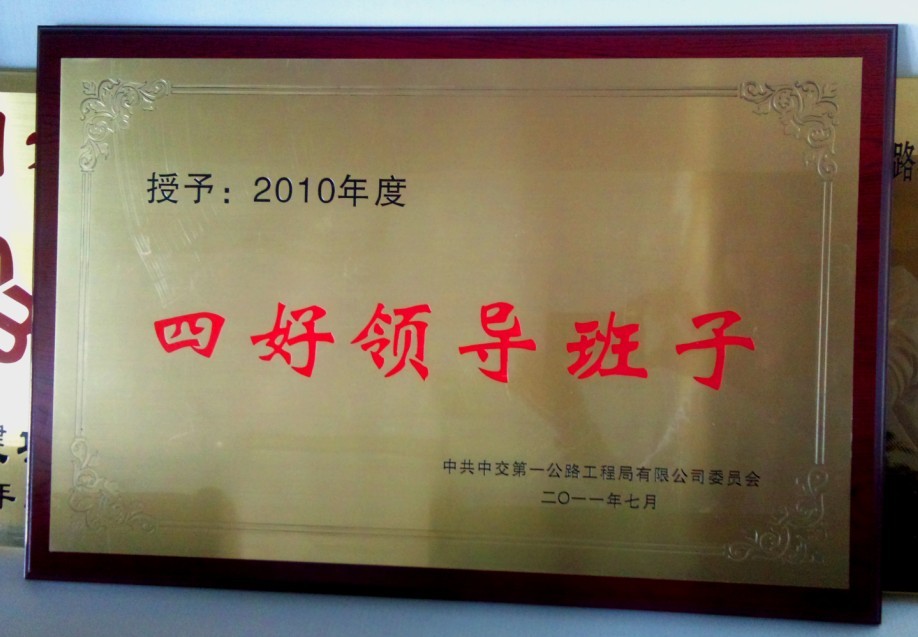 授予：2010年度
四好领导班子
中共中交第一公路工程局有限公司委员会
二〇一一年七月
路
年